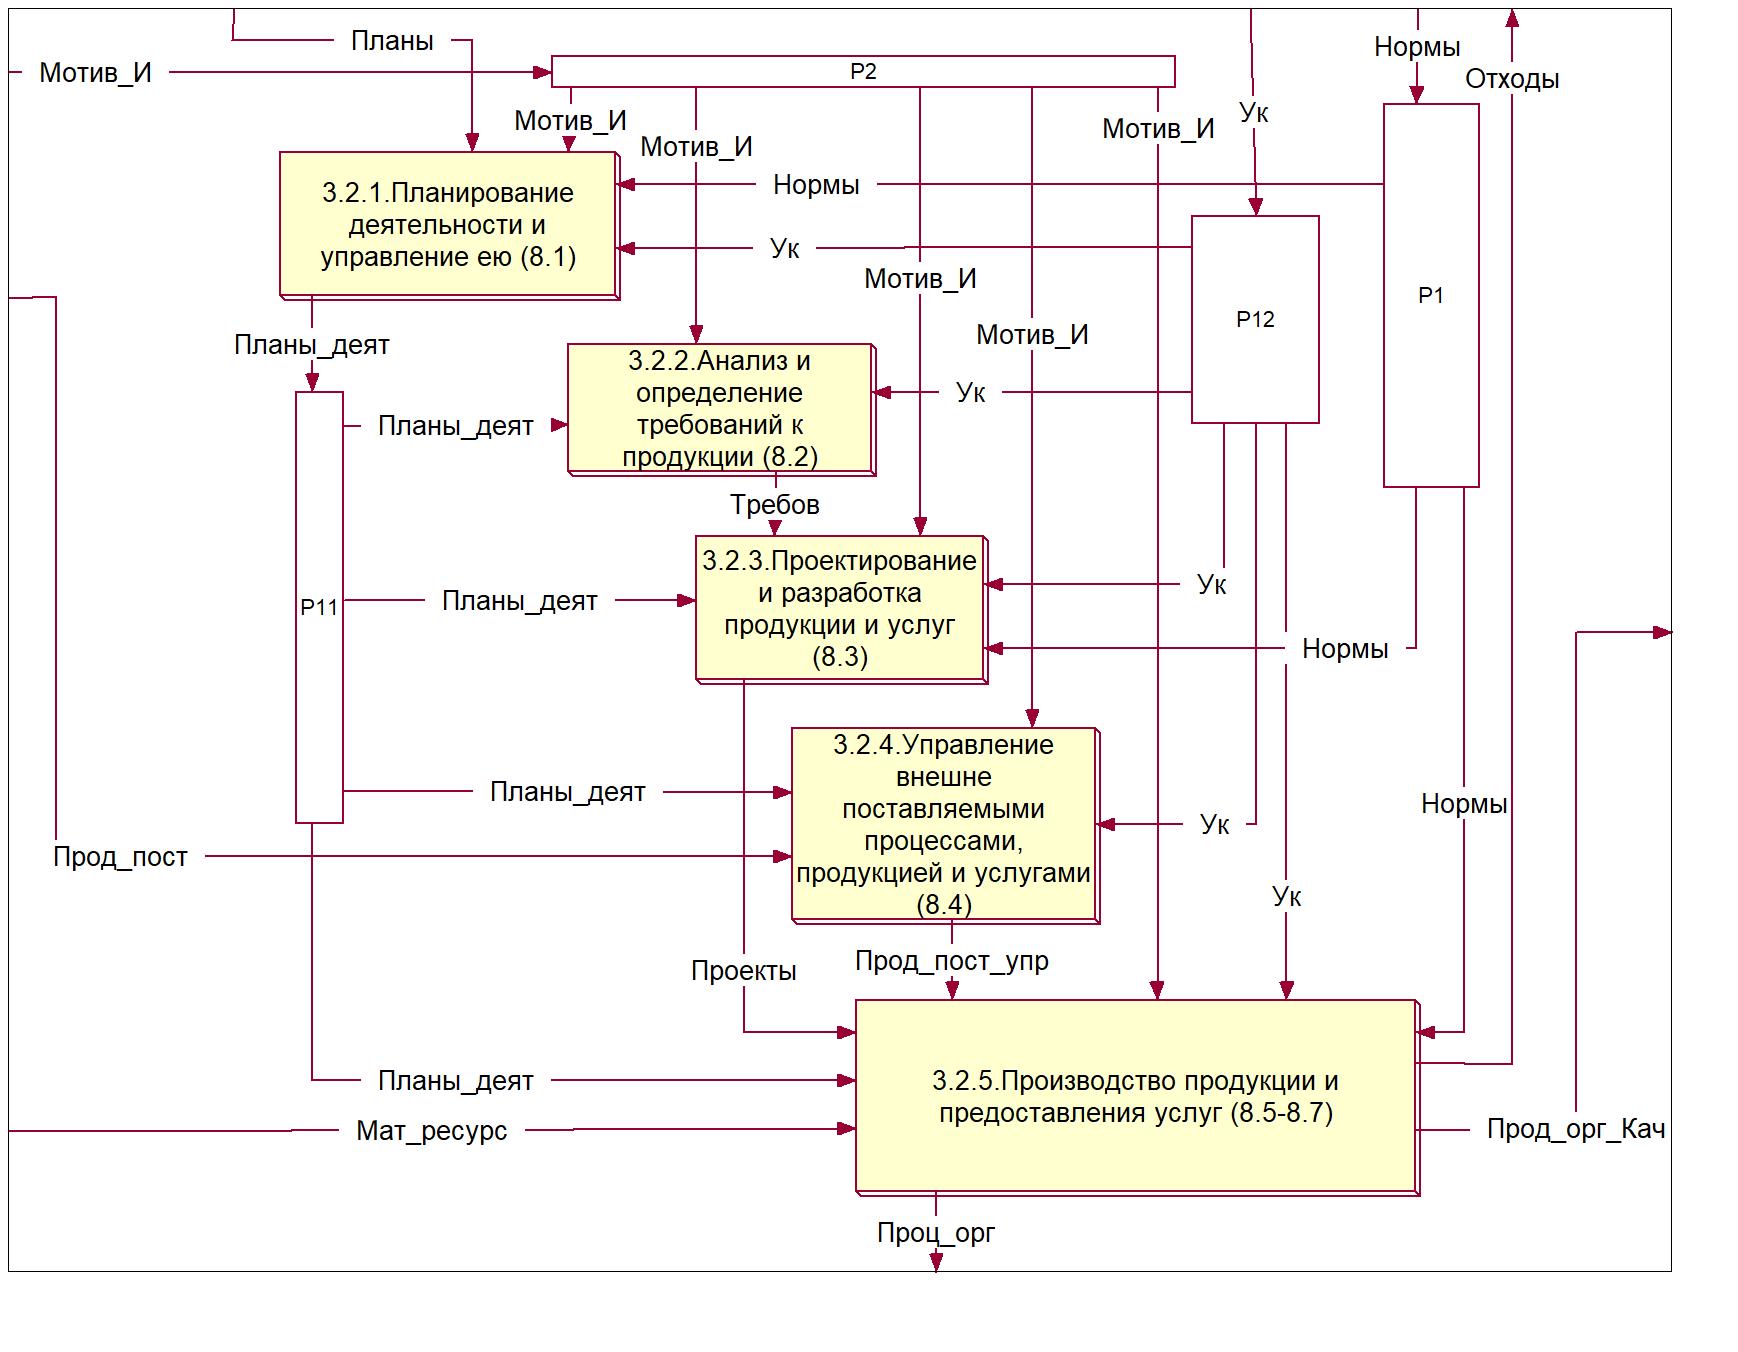 Планы
Нормы
Мотив_И
P2
Отходы
Ук
Мотив_И
Мотив_И
Мотив_И
3.2.1.Планирование
деятельности и
управление ею (8.1)
Нормы
Ук
Мотив_И
P1
P12
Мотив_И
Планы_деят
3.2.2.Анализ и
определение
требований к
продукции (8.2)
Ук
Планы_деят
Требов
3.2.3.Проектирование
и разработка
продукции и услуг
(8.3)
Ук
Планы_деят
P11
Нормы
3.2.4.Управление
внешне
поставляемыми
процессами,
продукцией и услугами
(8.4)
Планы_деят
Нормы
Ук
Прод_пост
Ук
Прод_пост_упр
Проекты
3.2.5.Производство продукции и
предоставления услуг (8.5-8.7)
Планы_деят
Мат_ресурс
Прод_орг_Кач
Проц_орг